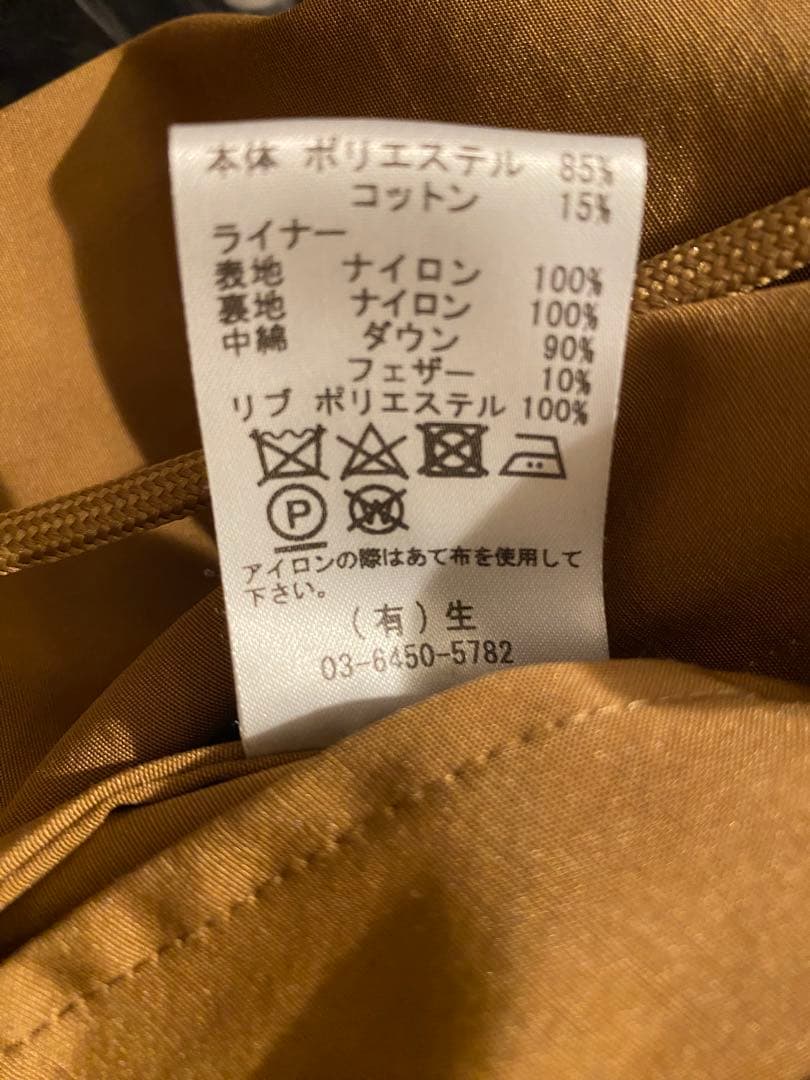 本体 ポリエステル 85%
コットン 15%
ライナー
表地 ナイロン 100%
裏地 ナイロン 100%
中綿 ダウン 90%
フェザー 10%
リブ ポリエステル 100%
P W
アイロンの際はあて布を使用して
下さい。
(有)生
03-6450-5782